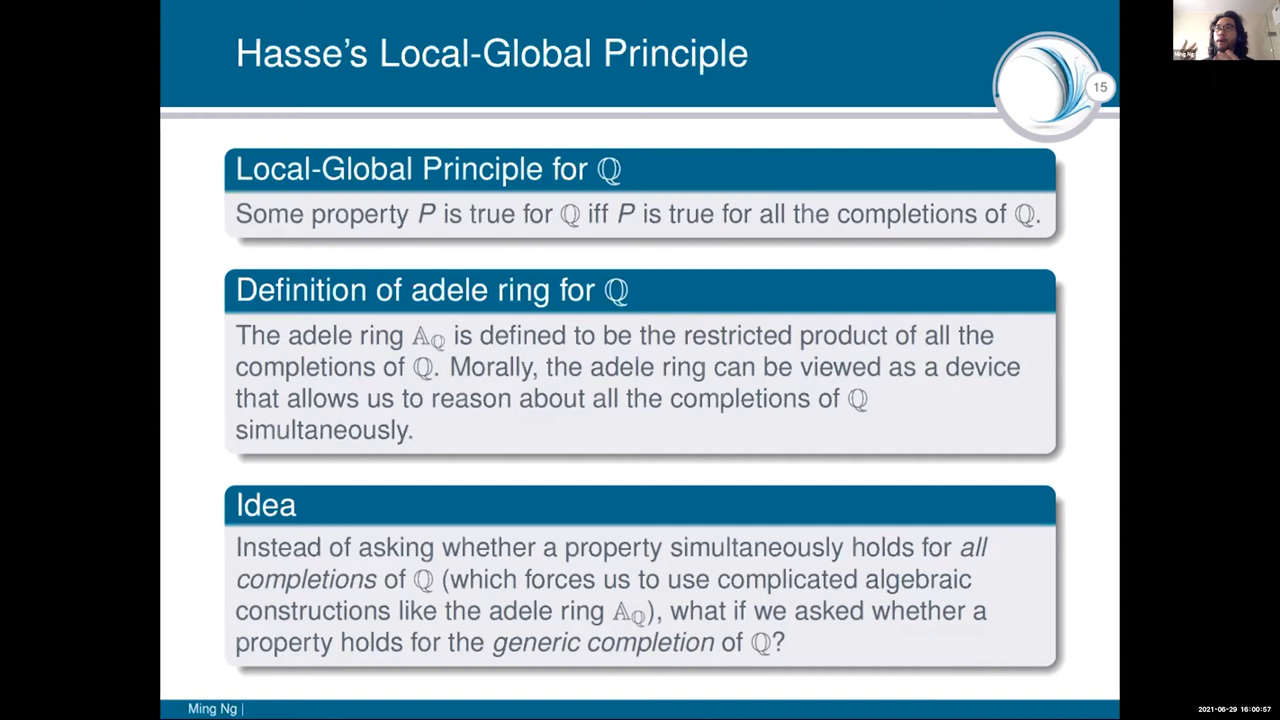 Hasse's Local-Global Principle
15
Ming Ng
Local-Global Principle for ℚ
Some property P is true for ℚ iff P is true for all the completions of ℚ.
Definition of adele ring for ℚ
The adele ring 𝔸_ℚ is defined to be the restricted product of all the
completions of ℚ. Morally, the adele ring can be viewed as a device
that allows us to reason about all the completions of ℚ
simultaneously.
Idea
Instead of asking whether a property simultaneously holds for all
completions of ℚ (which forces us to use complicated algebraic
constructions like the adele ring 𝔸_ℚ), what if we asked whether a
property holds for the generic completion of ℚ?
Ming Ng |
2021-06-29 16:00:57